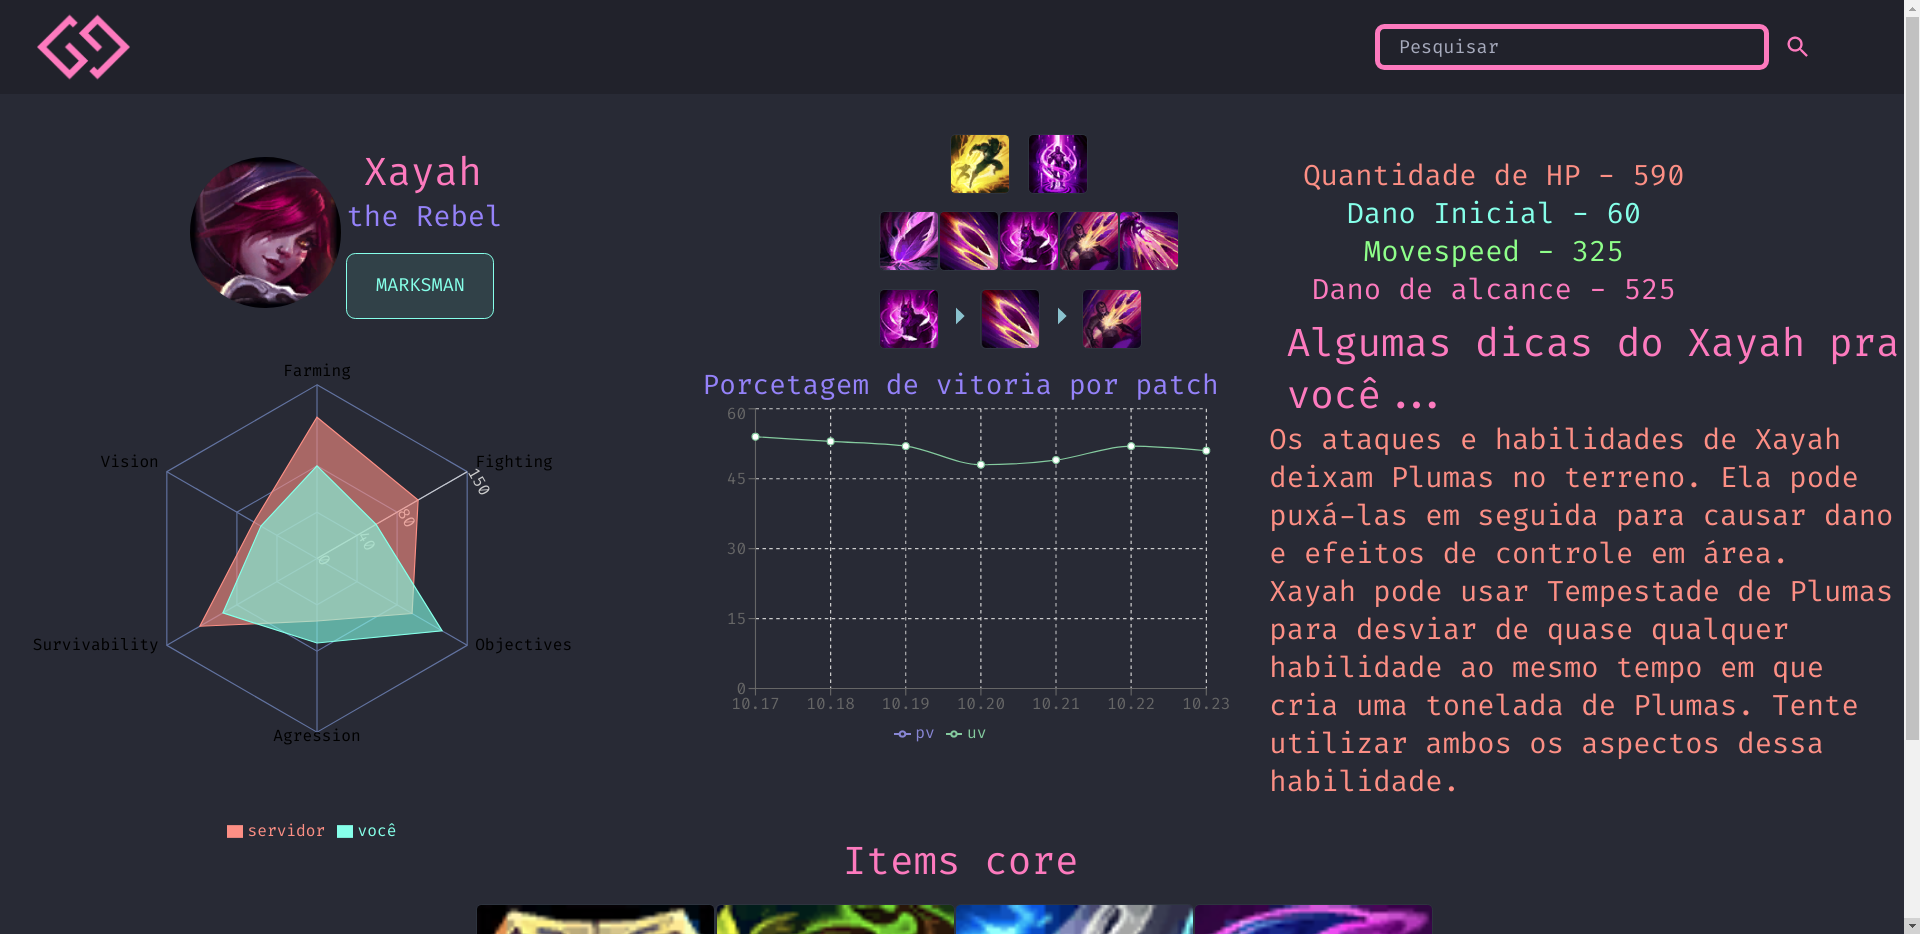 Pesquisar
Xayah
the Rebel
MARKSMAN
Farming
Fighting
Objectives
Agression
Survivability
Vision
0
40
80
150
servidor
você
Porcetagem de vitoria por patch
60
45
30
15
0
10.17 10.18 10.19 10.20 10.21 10.22 10.23
pv uv
Quantidade de HP - 590
Dano Inicial - 60
Movespeed - 325
Dano de alcance - 525
Algumas dicas do Xayah pra
você ...
Os ataques e habilidades de Xayah
deixam Plumas no terreno. Ela pode
puxá-las em seguida para causar dano
e efeitos de controle em área.
Xayah pode usar Tempestade de Plumas
para desviar de quase qualquer
habilidade ao mesmo tempo em que
cria uma tonelada de Plumas. Tente
utilizar ambos os aspectos dessa
habilidade.
Items core